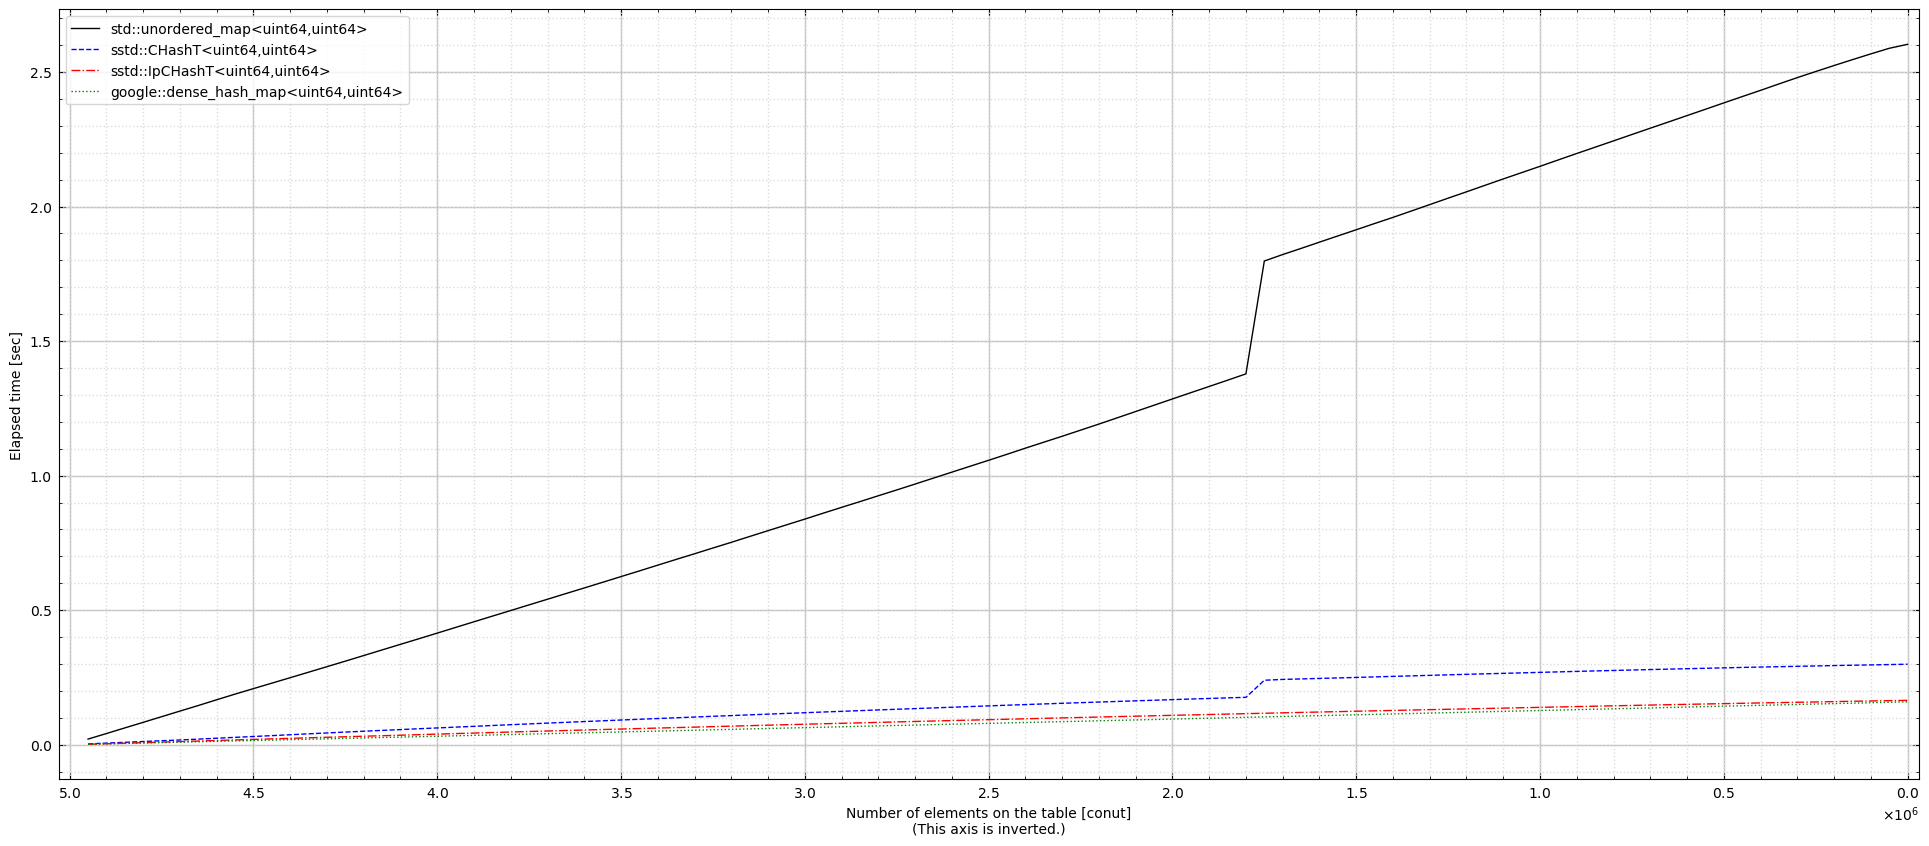 std::unordered_map<uint64,uint64>
sstd::CHashT<uint64,uint64>
sstd::IpCHashT<uint64,uint64>
google::dense_hash_map<uint64,uint64>
Elapsed time [sec]
2.5
2.0
1.5
1.0
0.5
0.0
5.0 4.5 4.0 3.5 3.0 2.5 2.0 1.5 1.0 0.5 0.0
×10⁶
Number of elements on the table [conut]
(This axis is inverted.)